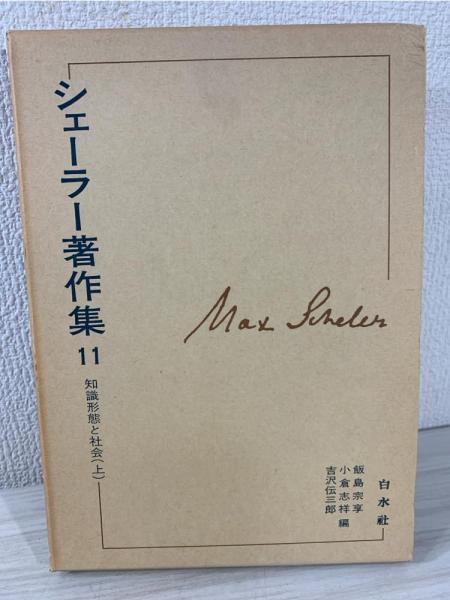 シェーラー著作集 11
知識形態と社会(上)
Max Scheler
飯島宗享
小倉志祥 編
吉沢伝三郎
白水社